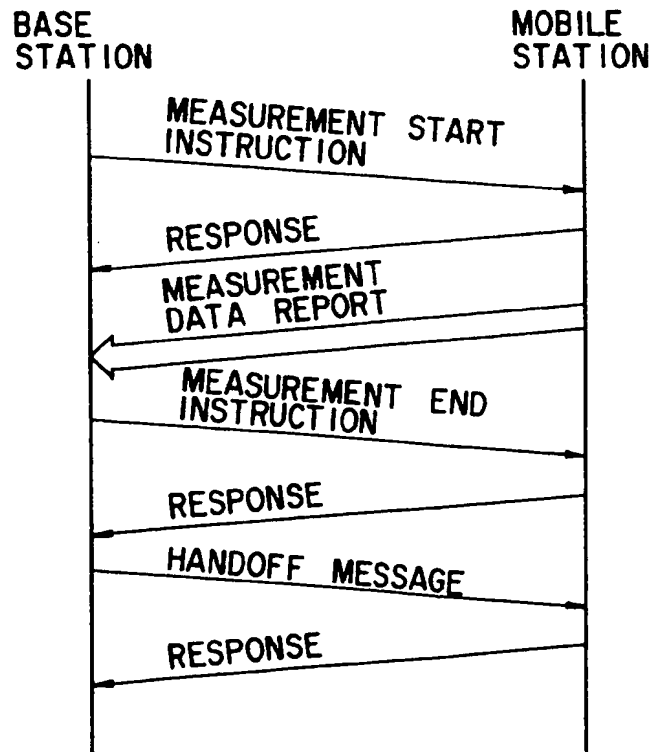 BASE
STATION
MOBILE
STATION
MEASUREMENT START
INSTRUCTION
RESPONSE
MEASUREMENT
DATA REPORT
MEASUREMENT END
INSTRUCTION
RESPONSE
HANDOFF MESSAGE
RESPONSE